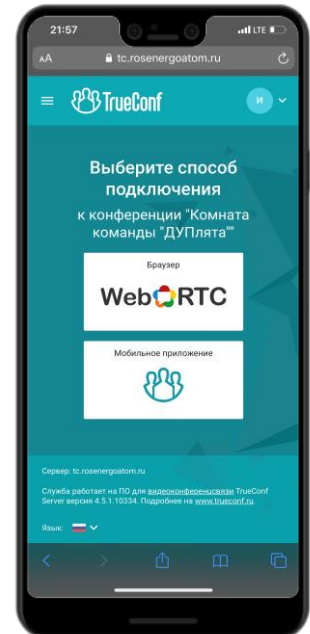 21:57
LTE
AA
tc.rosenergoatom.ru
TrueConf
И
Выберите способ
подключения
к конференции "Комната
команды "ДУПлята""
Браузер
WebRTC
Мобильное приложение
Сервер: tc.rosenergoatom.ru
Служба работает на ПО для видеоконференцсвязи TrueConf
Server версия 4.5.1.10334. Подробнее на www.trueconf.ru.
Язык: